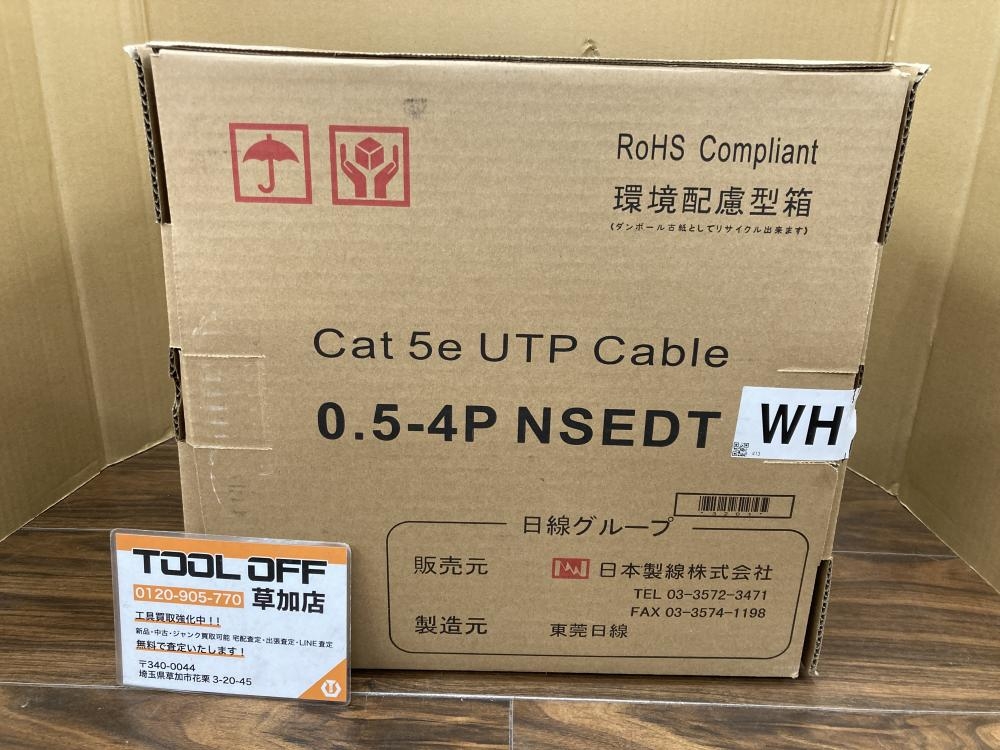 RoHS Compliant
環境配慮型箱
(ダンボール古紙としてリサイクル出来ます)
Cat 5e UTP Cable
0.5-4P NSEDT
WH
413
日線グループ
販売元 日本製線株式会社
TEL 03-3572-3471
FAX 03-3574-1198
製造元 東莞日線
TOOL OFF
0120-905-770 草加店
工具買取強化中!!
新品・中古・ジャンク買取可能 宅配査定・出張査定・LINE査定
無料で査定いたします!
〒340-0044
埼玉県草加市花栗 3-20-45